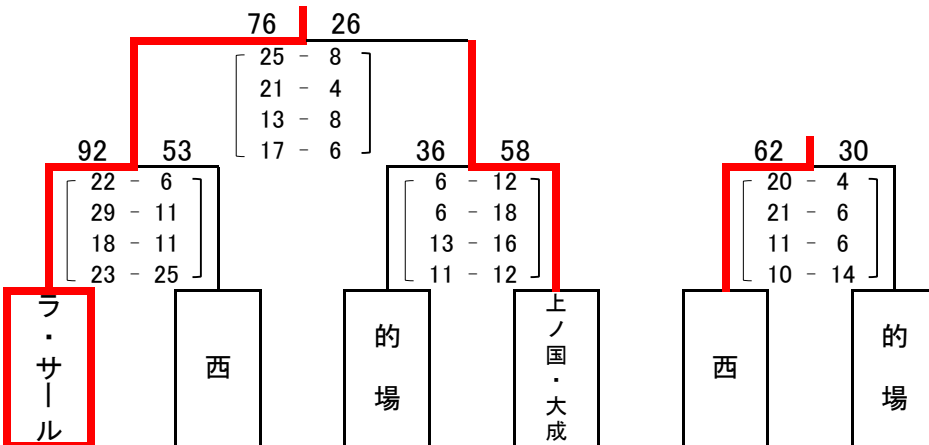 76 26
25 - 8
21 - 4
13 - 8
17 - 6
92 53
22 - 6
29 - 11
18 - 11
23 - 25
36 58
6 - 12
6 - 18
13 - 16
11 - 12
62 30
20 - 4
21 - 6
11 - 6
10 - 14
ラ・サール
西
的場
上ノ国・大成
西
的場